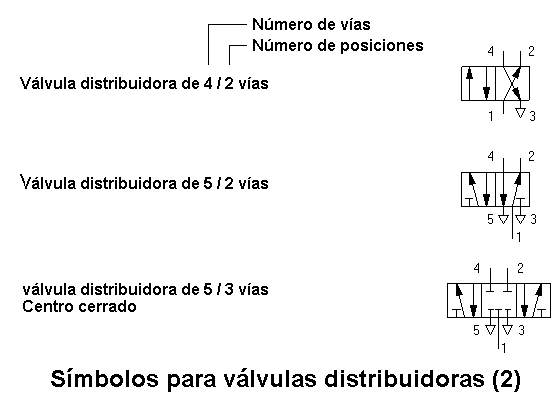 Número de vías
Número de posiciones
Válvula distribuidora de 4 / 2 vías
4 2
1 3
Válvula distribuidora de 5 / 2 vías
4 2
5 3
1
válvula distribuidora de 5 / 3 vías
Centro cerrado
4 2
5 3
1
Símbolos para válvulas distribuidoras (2)